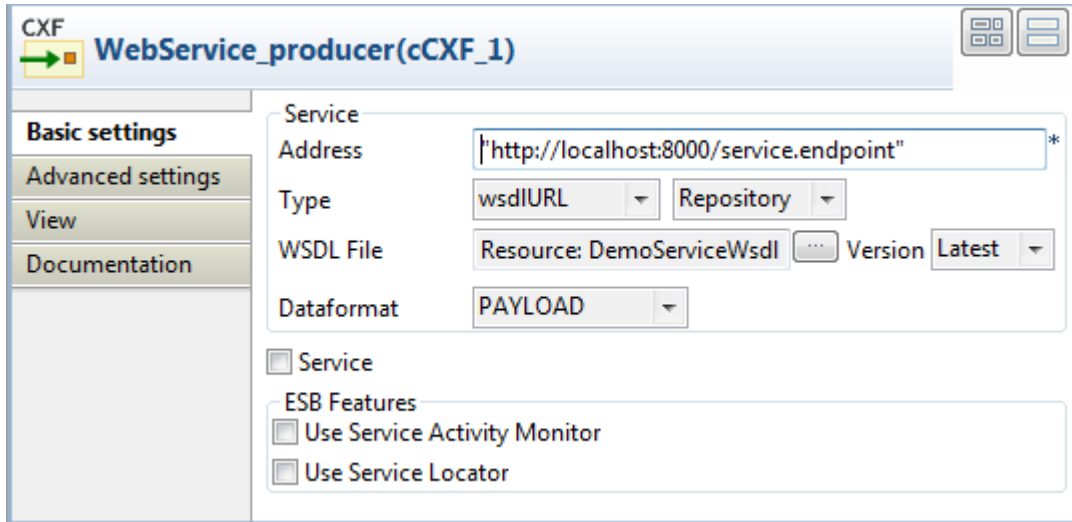 CXF
WebService_producer(cCXF_1)
Basic settings
Advanced settings
View
Documentation
Service
Address "http://localhost:8000/service.endpoint" *
Type wsdlURL Repository
WSDL File Resource: DemoServiceWsdl ... Version Latest
Dataformat PAYLOAD
Service
ESB Features
Use Service Activity Monitor
Use Service Locator